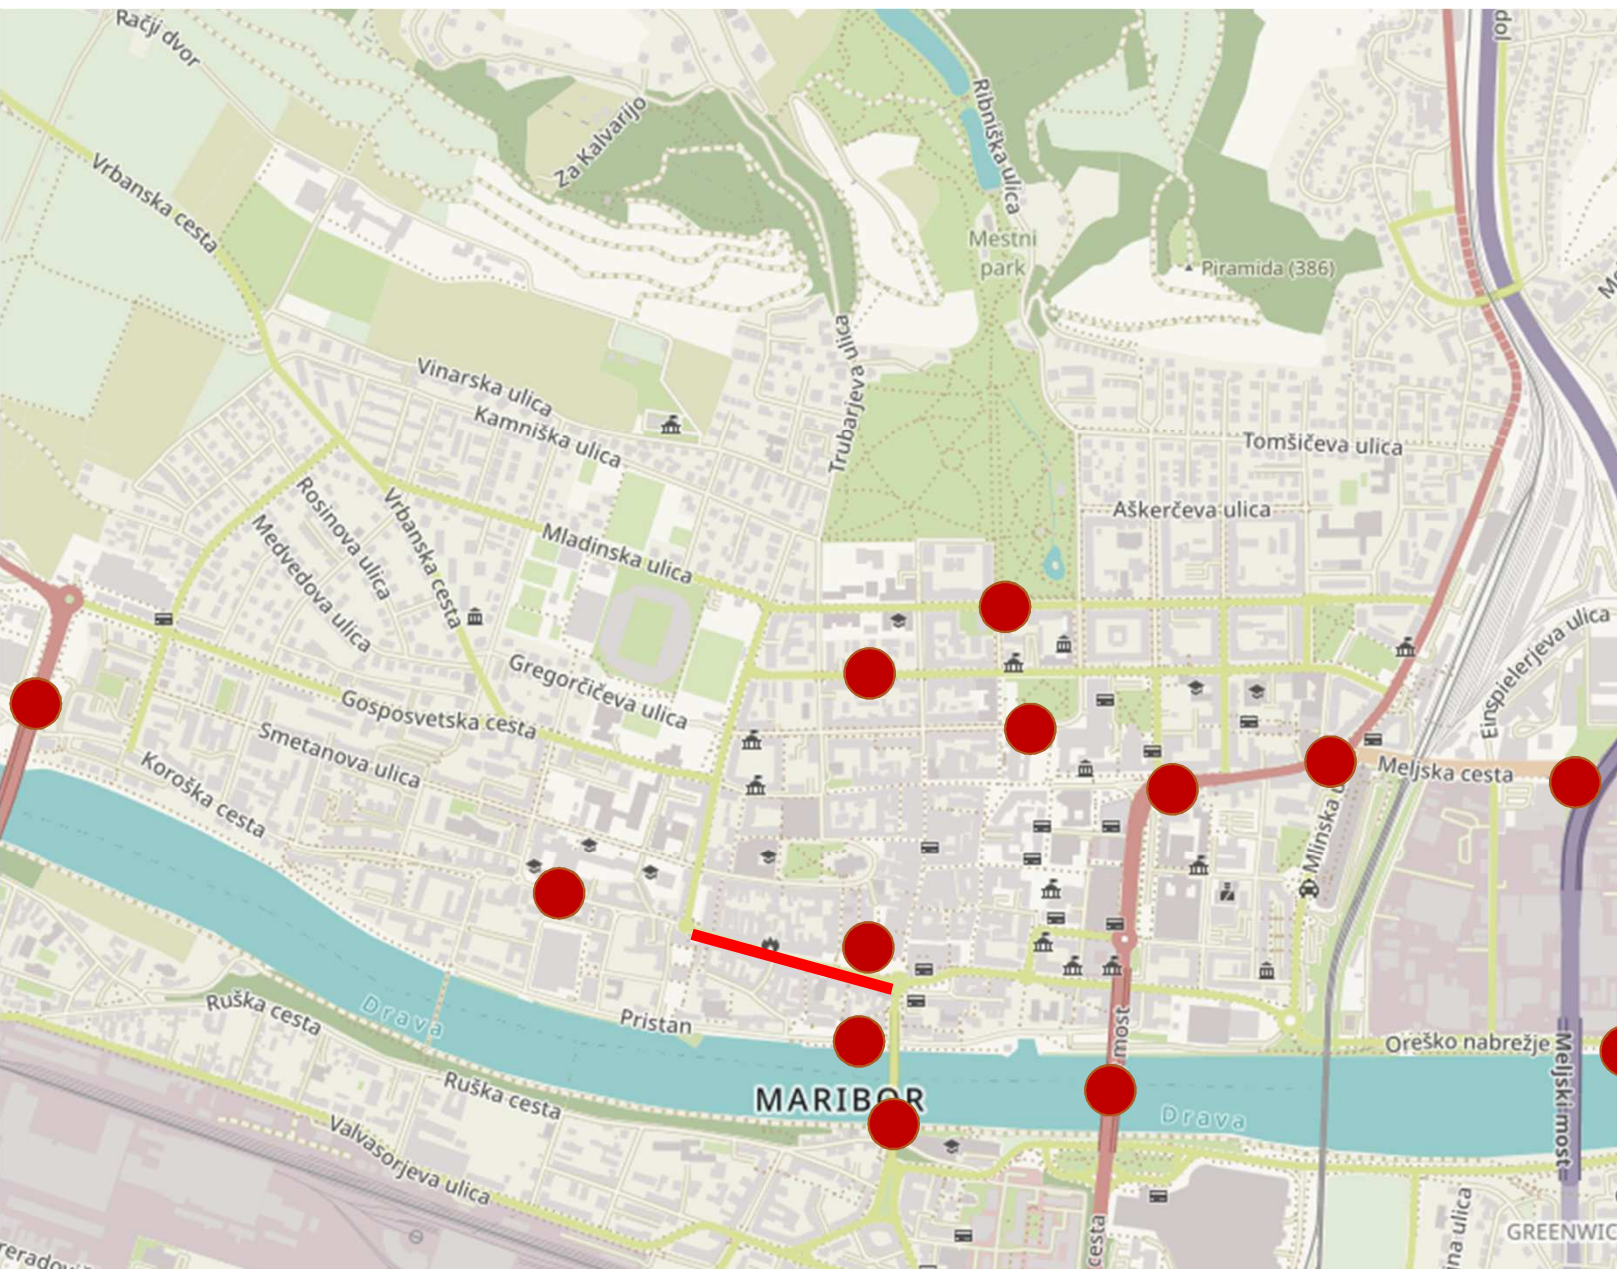 Račji dvor
dol
Za Kalvarijo
Ribniška ulica
Vrbanska cesta
Mestni
park
Piramida (386)
Trubarjeva ulica
Vinarska ulica
Kamniška ulica
Tomšičeva ulica
Aškerčeva ulica
Rosinova ulica
Vrbanska cesta
Medvedova ulica
Mladinska ulica
Einspielerjeva ulica
Gregorčičeva ulica
Gosposvetska cesta
Smetanova ulica
Koroška cesta
Meljska cesta
Mlinska u
Ruška cesta
Drava
Pristan
most
Oreško nabrežje
Meljski most
Ruška cesta
MARIBOR
Drava
Valvasorjeva ulica
cesta
ina ulica
GREENWIC